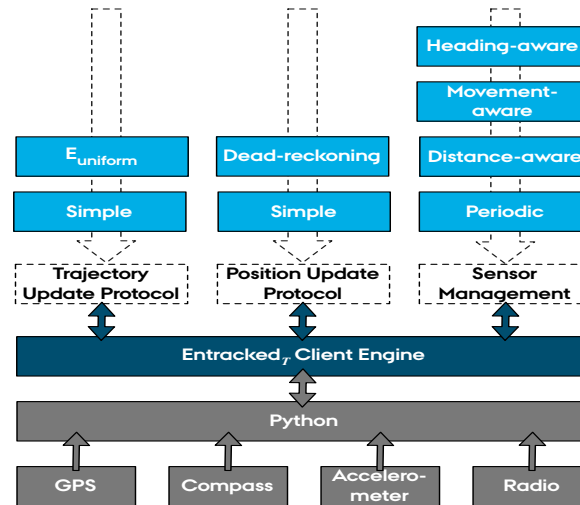 Heading-aware
Movement-
aware
E uniform
Dead-reckoning
Distance-aware
Simple
Simple
Periodic
Trajectory
Update Protocol
Position Update
Protocol
Sensor
Management
Entracked T Client Engine
Python
GPS
Compass
Accelero-
meter
Radio